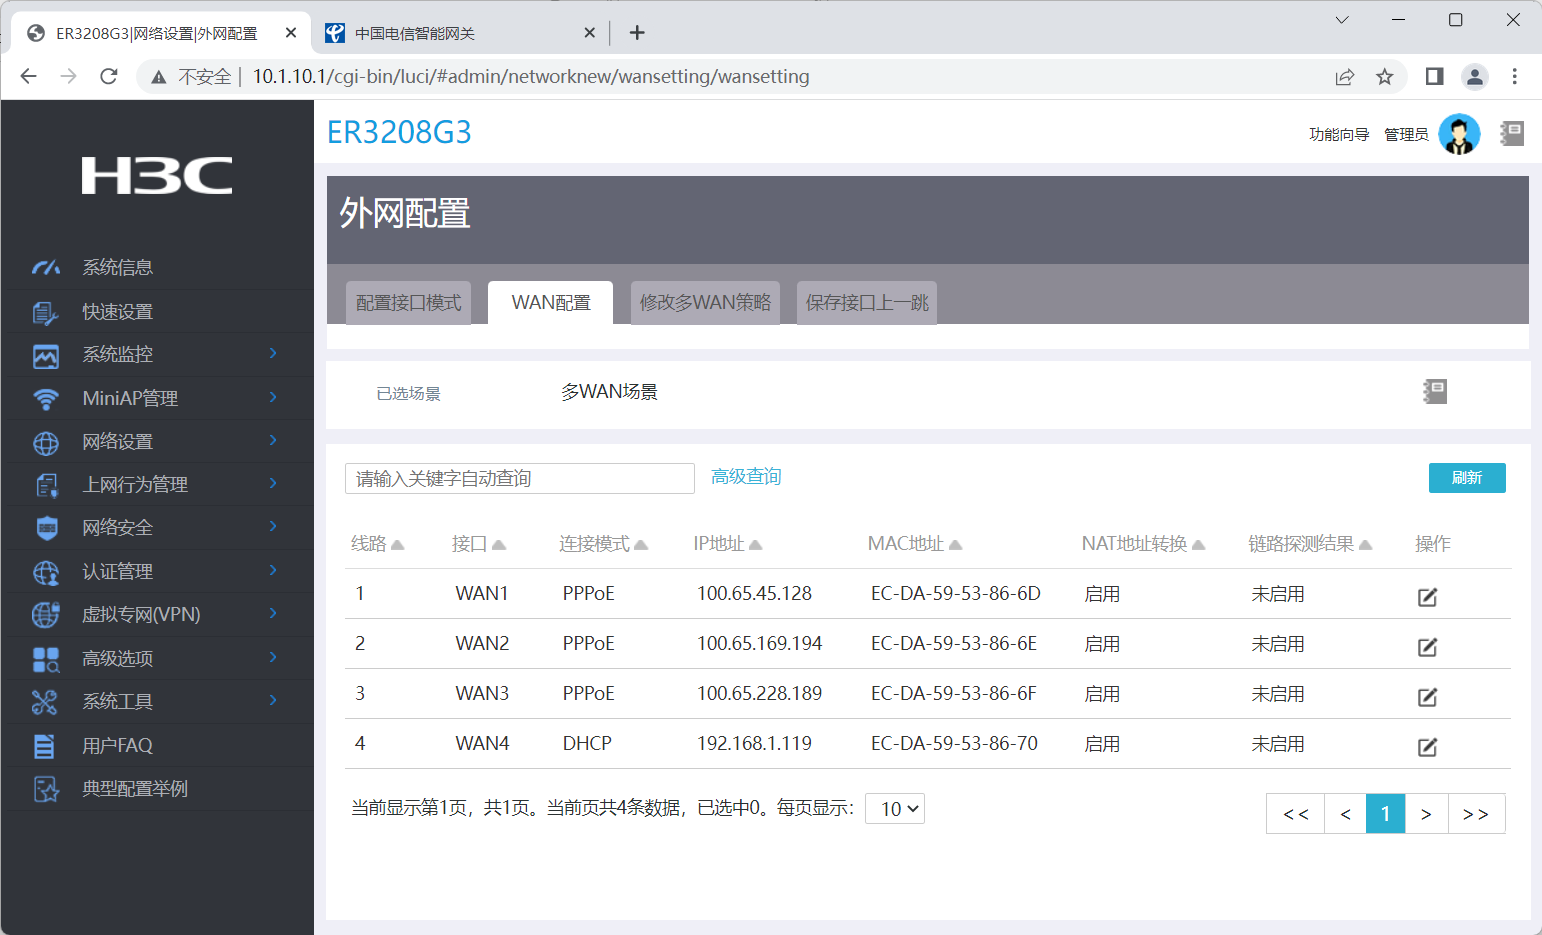 ER3208G3|网络设置|外网配置
中国电信智能网关
不安全 | 10.1.10.1/cgi-bin/luci/#admin/networknew/wansetting/wansetting
H3C
系统信息
快速设置
系统监控
MiniAP管理
网络设置
上网行为管理
网络安全
认证管理
虚拟专网(VPN)
高级选项
系统工具
用户FAQ
典型配置举例
ER3208G3
功能向导 管理员
外网配置
配置接口模式 WAN配置 修改多WAN策略 保存接口上一跳
已选场景 多WAN场景
请输入关键字自动查询 高级查询 刷新
线路 接口 连接模式 IP地址 MAC地址 NAT地址转换 链路探测结果 操作
1 WAN1 PPPoE 100.65.45.128 EC-DA-59-53-86-6D 启用 未启用
2 WAN2 PPPoE 100.65.169.194 EC-DA-59-53-86-6E 启用 未启用
3 WAN3 PPPoE 100.65.228.189 EC-DA-59-53-86-6F 启用 未启用
4 WAN4 DHCP 192.168.1.119 EC-DA-59-53-86-70 启用 未启用
当前显示第1页，共1页。当前页共4条数据，已选中0。每页显示： 10
<< < 1 > >>